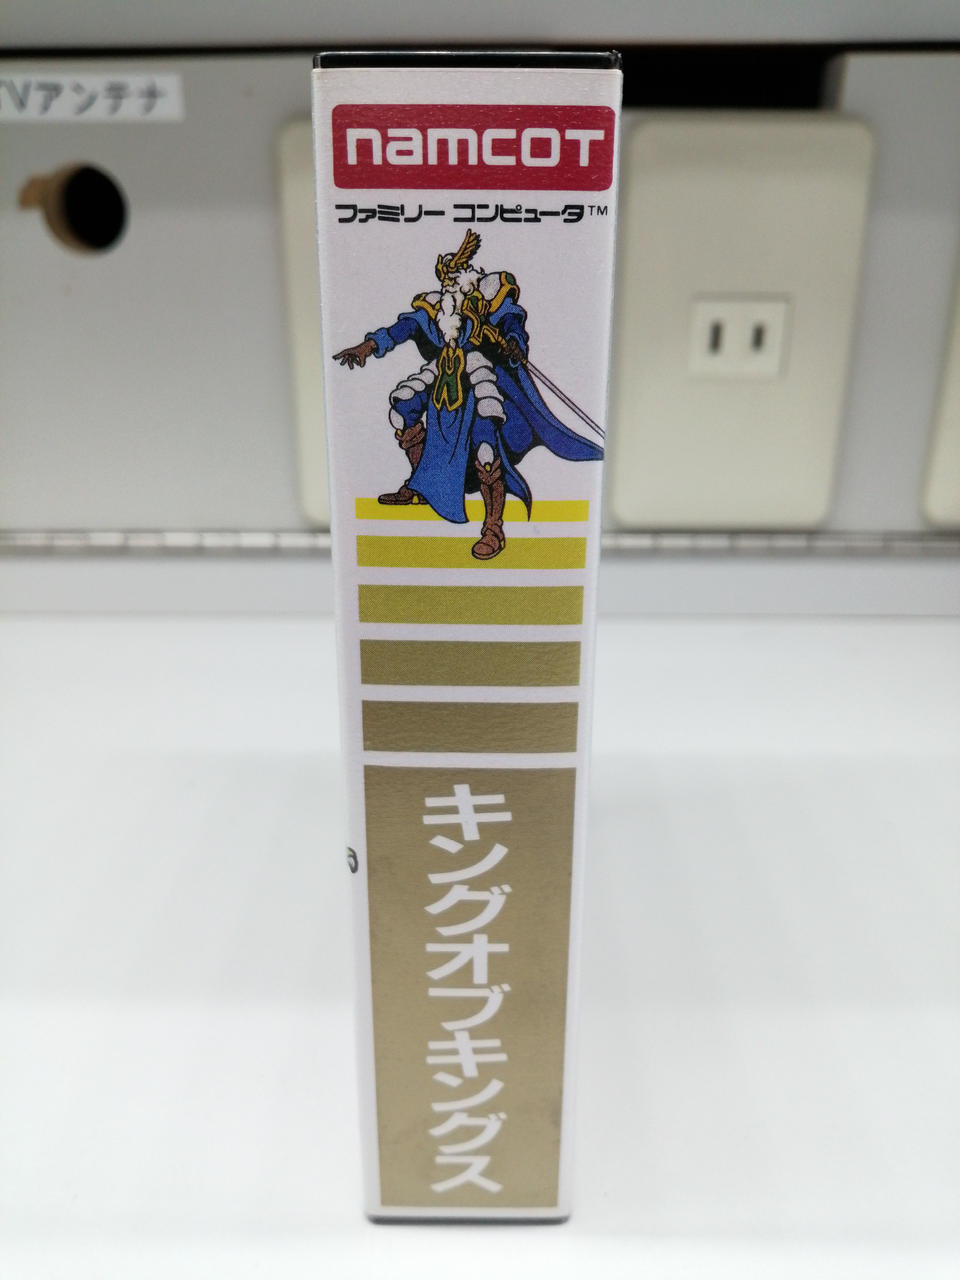 TVアンテナ
namcoT
ファミリー コンピュータ™
キングオブキングス